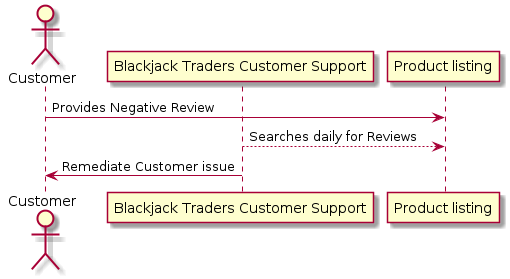 Customer
Blackjack Traders Customer Support
Product listing
Provides Negative Review
Searches daily for Reviews
Remediate Customer issue
Customer
Blackjack Traders Customer Support
Product listing